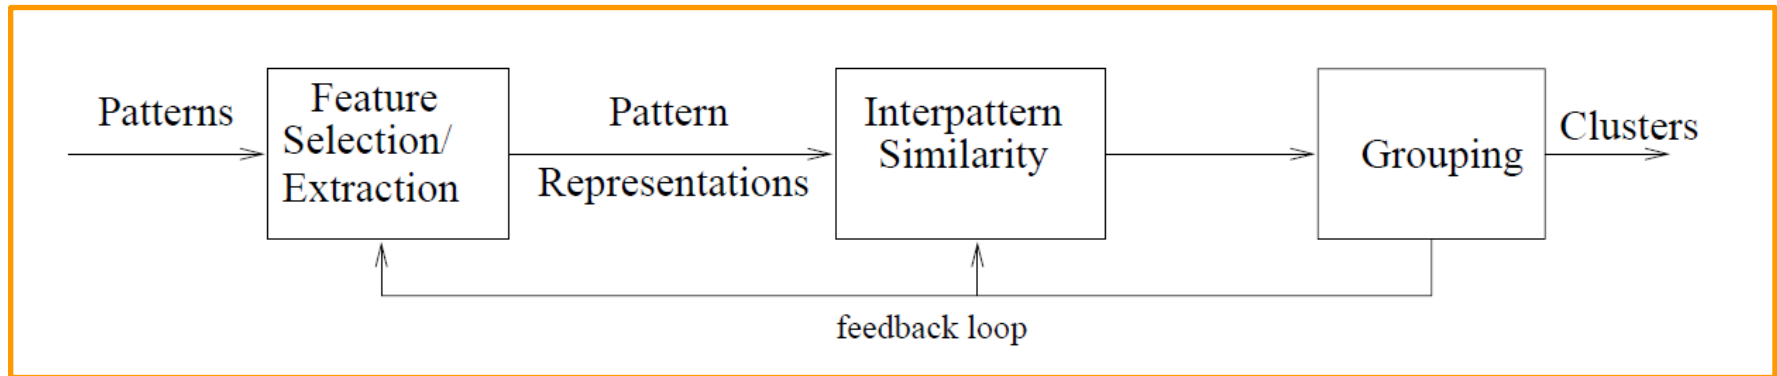 Patterns
Feature
Selection/
Extraction
Pattern
Representations
Interpattern
Similarity
Grouping
Clusters
feedback loop